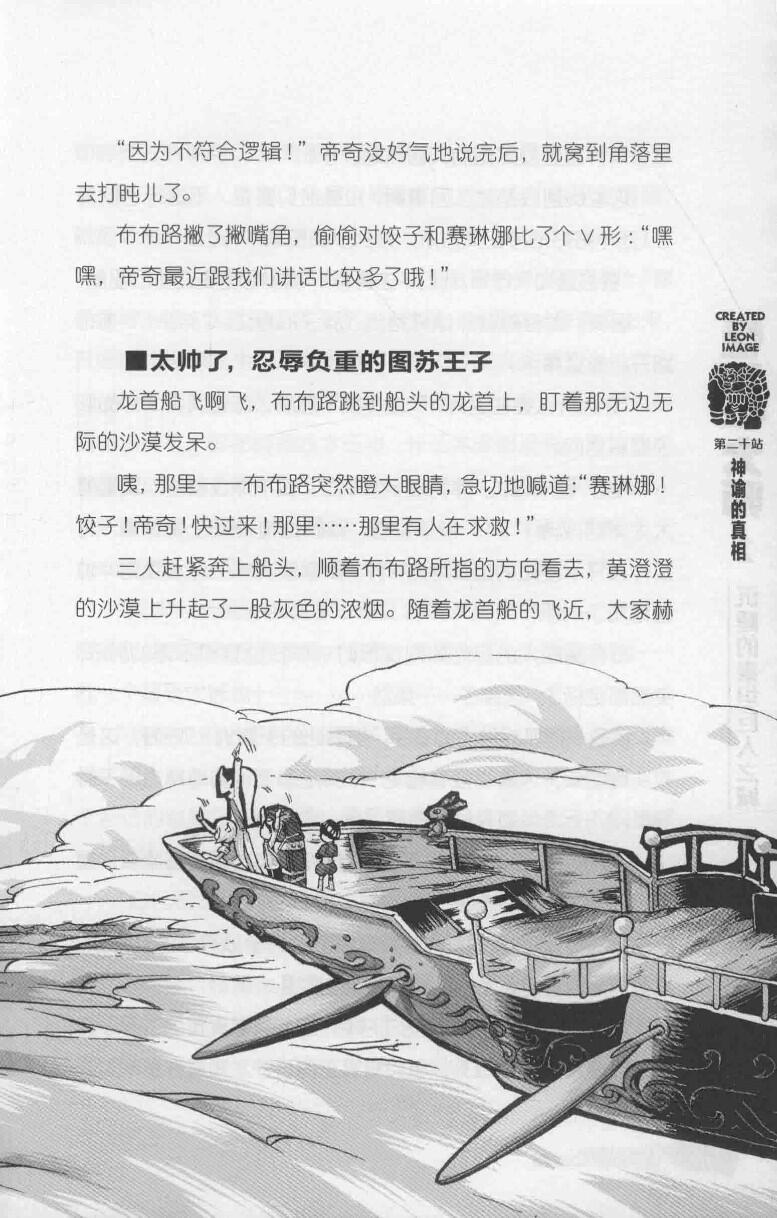 “因为不符合逻辑！”帝奇没好气地说完后，就窝到角落里
去打盹儿了。
布布路撇了撇嘴角，偷偷对饺子和赛琳娜比了个V形：“嘿
嘿，帝奇最近跟我们讲话比较多了哦！”
■太帅了，忍辱负重的图苏王子
龙首船飞啊飞，布布路跳到船头的龙首上，盯着那无边无
际的沙漠发呆。
咦，那里——布布路突然瞪大眼睛，急切地喊道：“赛琳娜！
饺子！帝奇！快过来！那里……那里有人在求救！”
三人赶紧奔上船头，顺着布布路所指的方向看去，黄澄澄
的沙漠上升起了一股灰色的浓烟。随着龙首船的飞近，大家赫
CREATED
BY
LEON
IMAGE
第二十站
神谕的真相